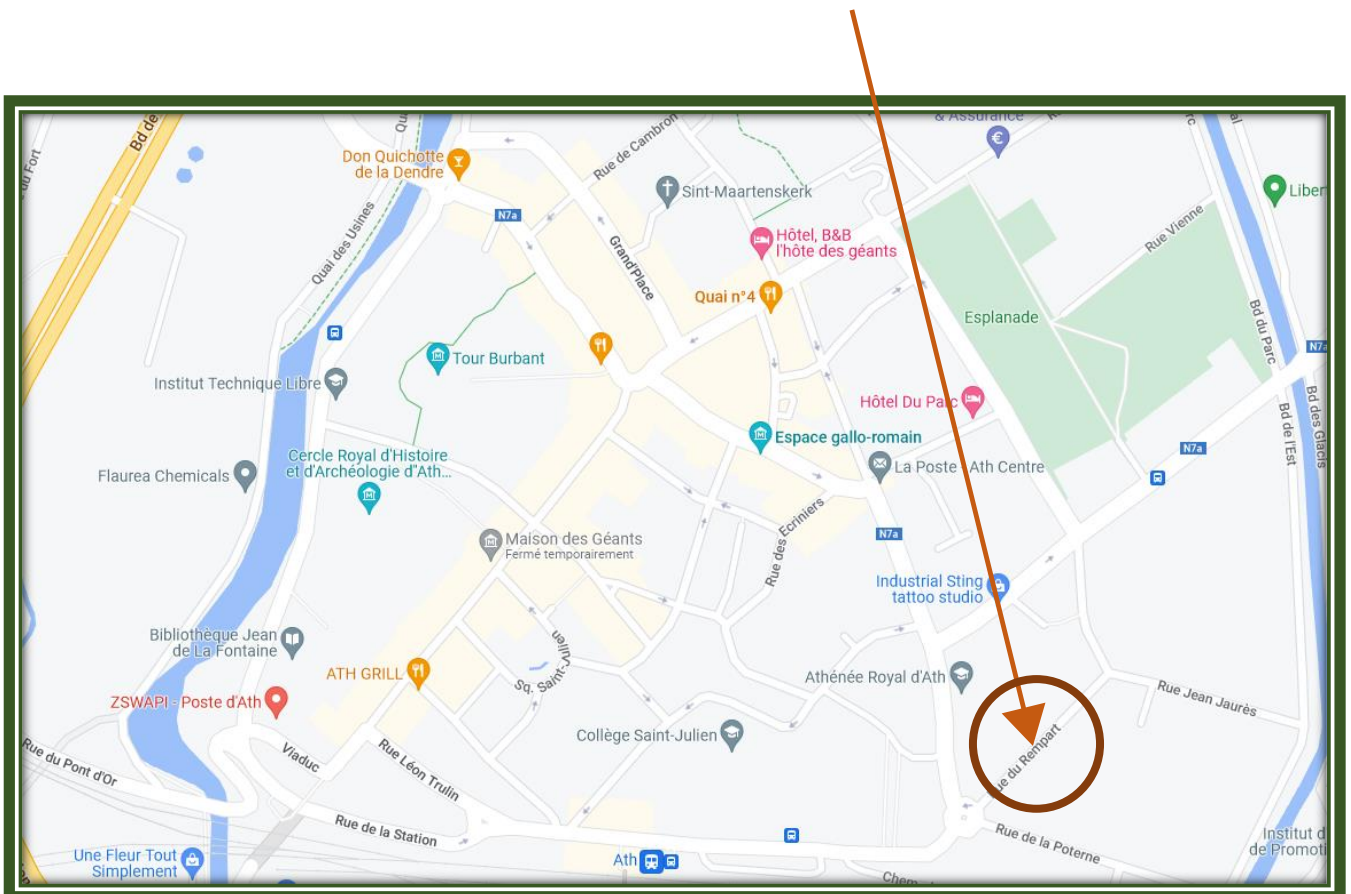 & Assurance
Bd de
Don Quichotte
de la Dendre
Rue de Cambron
Sint-Maartenskerk
du Fort
Liber
N7a
Quai des Usines
Grand'Place
Hôtel, B&B
l'hôte des géants
Rue Vienne
Quai n°4
Esplanade
Bd du Parc
N7a
Tour Burbant
Institut Technique Libre
Hôtel Du Parc
Bd de l'Est
Bd des Glacis
Espace gallo-romain
N7a
Cercle Royal d'Histoire
et d'Archéologie d'Ath...
La Poste - Ath Centre
Flaurea Chemicals
Rue des Écriniers
N7a
Maison des Géants
Fermé temporairement
Industrial Sting
tattoo studio
Bibliothèque Jean
de La Fontaine
Sq. Saint-Julien
ATH GRILL
Athénée Royal d'Ath
ZSWAPI - Poste d'Ath
Rue Jean Jaurès
Collège Saint-Julien
Rue du Pont d'Or
Viaduc
Rue Léon Trulin
ue du Rempart
Rue de la Station
Rue de la Poterne
Institut d
de Promoti
Une Fleur Tout
Simplement
Ath